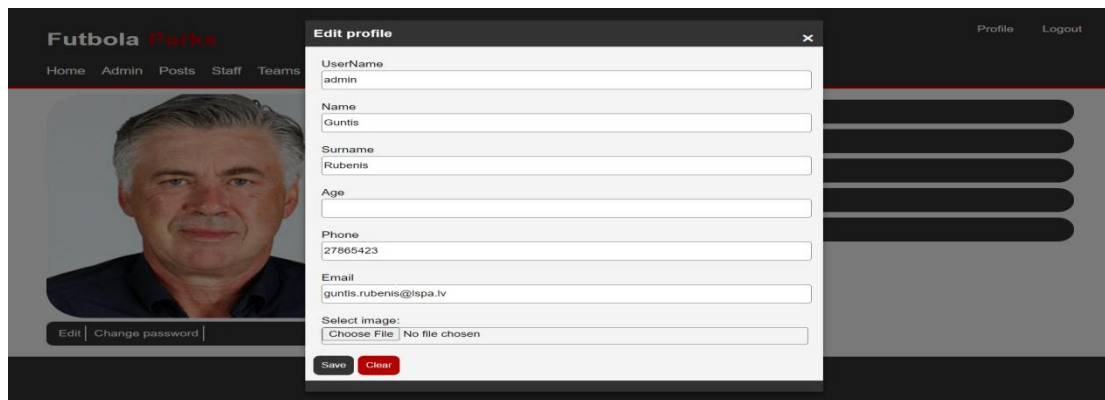 Futbola Parks
Profile Logout
Home Admin Posts Staff Teams
Edit profile
×
UserName
admin
Name
Guntis
Surname
Rubenis
Age
Phone
27865423
Email
guntis.rubenis@lspa.lv
Select image:
Choose File No file chosen
Save Clear
Edit Change password